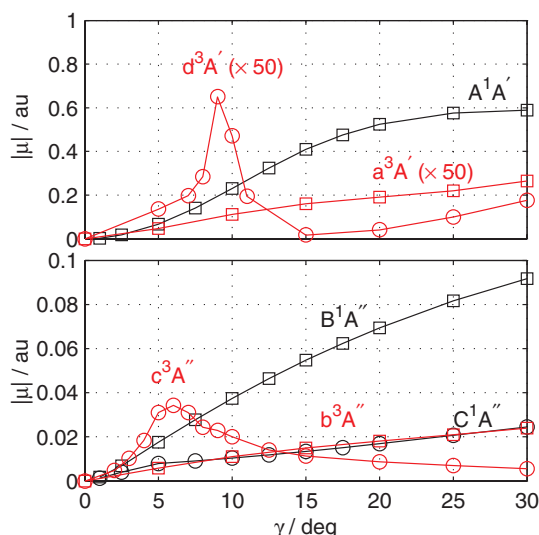 1
0.8
0.6
0.4
0.2
0
|μ| / au
d³A′ (× 50)
A¹A′
a³A′ (× 50)
0.1
0.08
0.06
0.04
0.02
0
|μ| / au
B¹A″
c³A″
b³A″
C¹A″
0 5 10 15 20 25 30
γ / deg